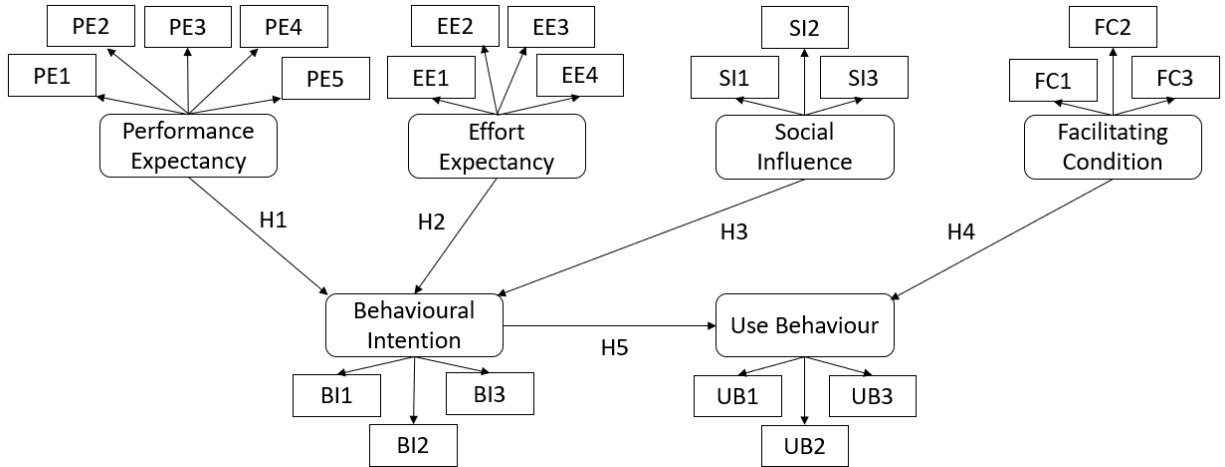 PE2
PE3
PE4
PE1
PE5
Performance
Expectancy
EE2
EE3
EE1
EE4
Effort
Expectancy
SI2
SI1
SI3
Social
Influence
FC2
FC1
FC3
Facilitating
Condition
H1
H2
H3
H4
Behavioural
Intention
H5
Use Behaviour
BI1
BI3
BI2
UB1
UB3
UB2